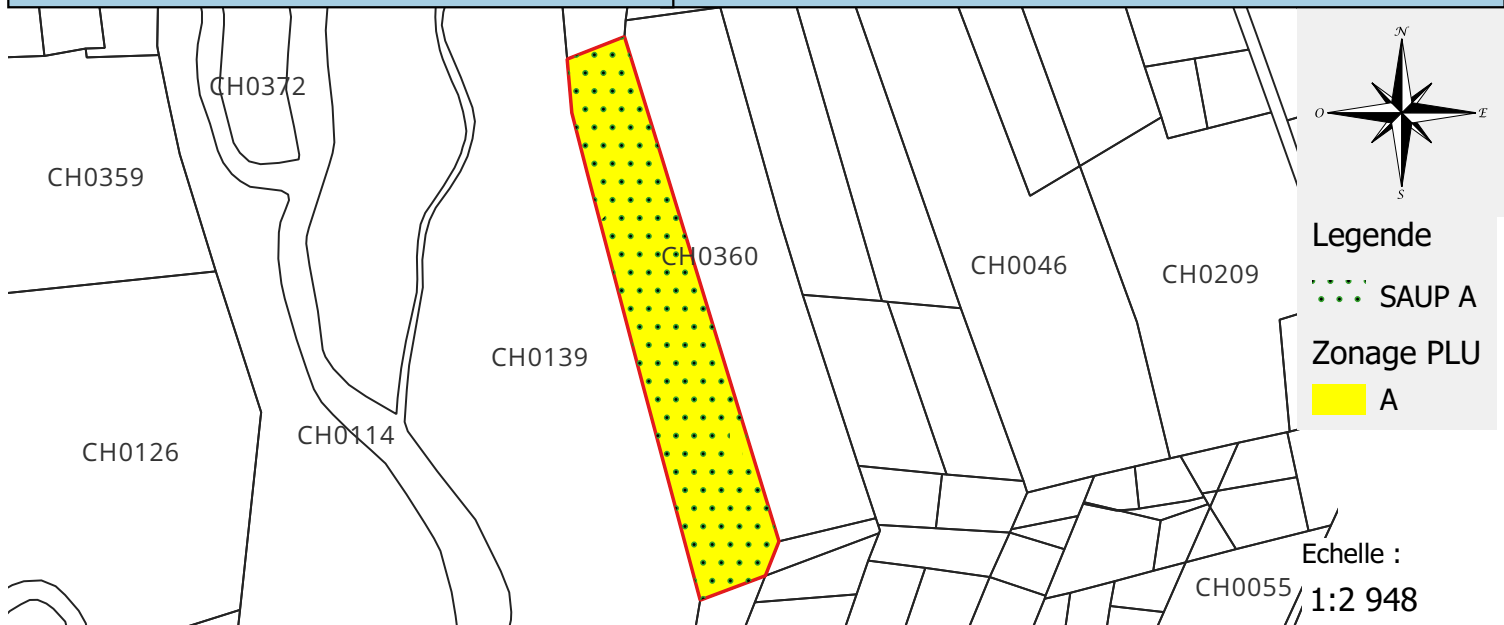 CH0372
CH0359
CH0360
CH0046
CH0209
CH0139
CH0114
CH0126
CH0055
N
O
E
S
Legende
SAUP A
Zonage PLU
A
Echelle :
1:2 948